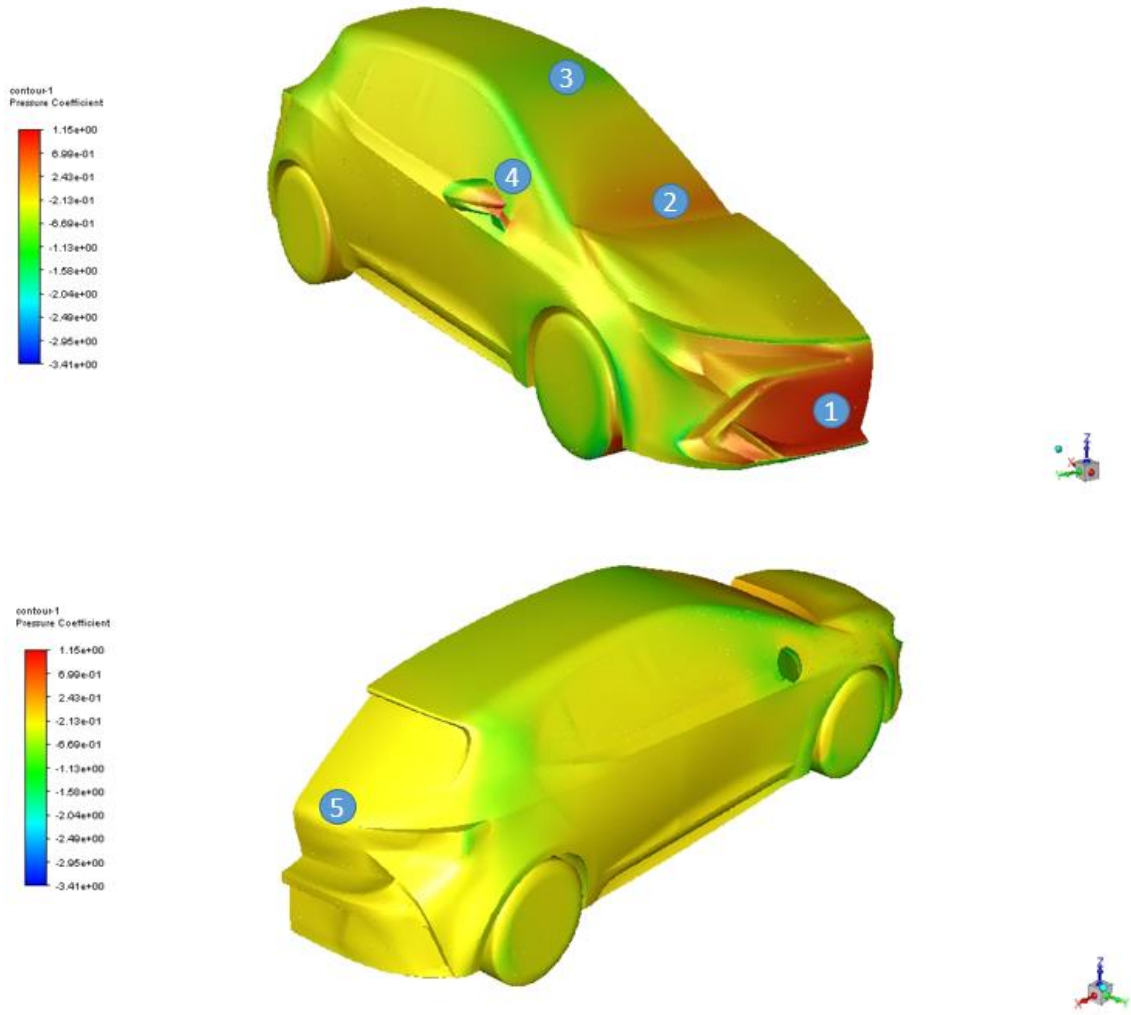 contour-1
Pressure Coefficient
1.15e+00
6.99e-01
2.43e-01
-2.13e-01
-6.69e-01
-1.13e+00
-1.58e+00
-2.04e+00
-2.49e+00
-2.95e+00
-3.41e+00
3
4
2
1
Z
X
Y
contour-1
Pressure Coefficient
1.15e+00
6.99e-01
2.43e-01
-2.13e-01
-6.69e-01
-1.13e+00
-1.58e+00
-2.04e+00
-2.49e+00
-2.95e+00
-3.41e+00
5
Z
X
Y